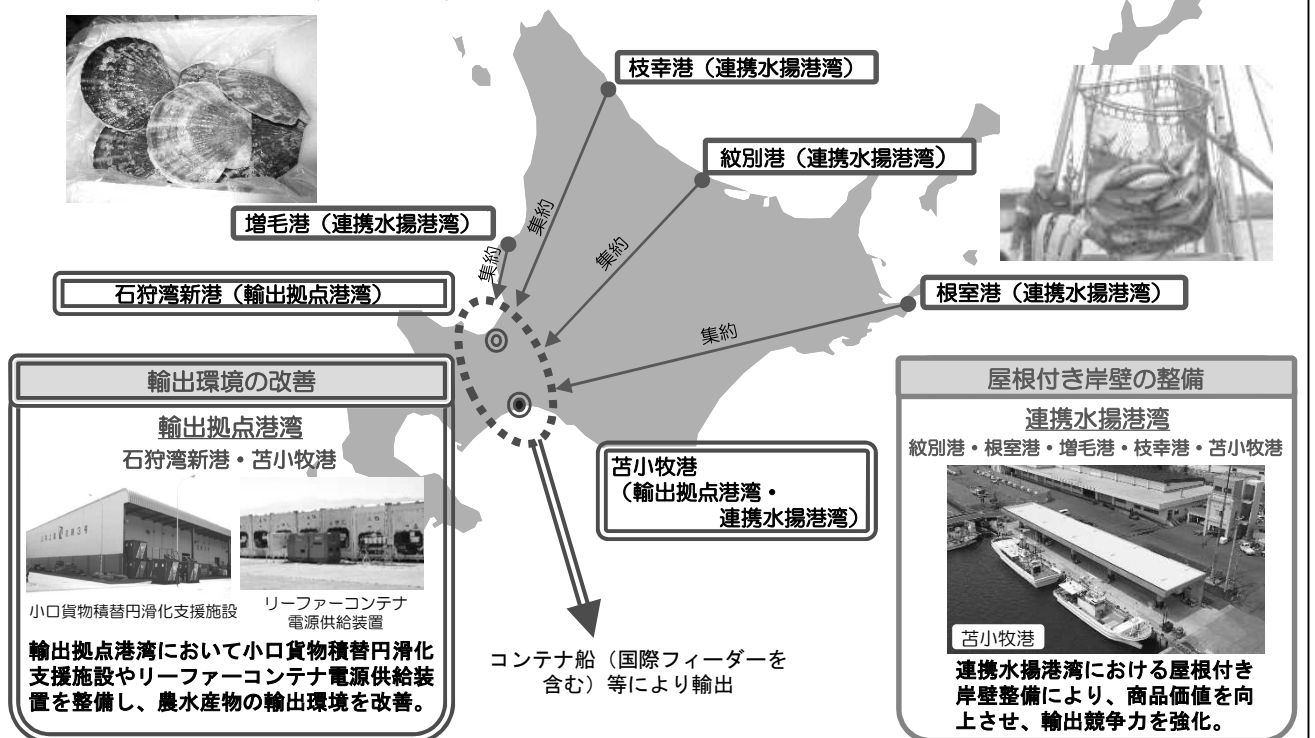 枝幸港（連携水揚港湾）
紋別港（連携水揚港湾）
増毛港（連携水揚港湾）
集約
集約
集約
石狩湾新港（輸出拠点港湾）
根室港（連携水揚港湾）
集約
輸出環境の改善
輸出拠点港湾
石狩湾新港・苫小牧港
小口貨物積替円滑化支援施設
リーファーコンテナ
電源供給装置
輸出拠点港湾において小口貨物積替円滑化
支援施設やリーファーコンテナ電源供給装
置を整備し、農水産物の輸出環境を改善。
苫小牧港
（輸出拠点港湾・
連携水揚港湾）
コンテナ船（国際フィーダーを
含む）等により輸出
屋根付き岸壁の整備
連携水揚港湾
紋別港・根室港・増毛港・枝幸港・苫小牧港
苫小牧港
連携水揚港湾における屋根付き
岸壁整備により、商品価値を向
上させ、輸出競争力を強化。